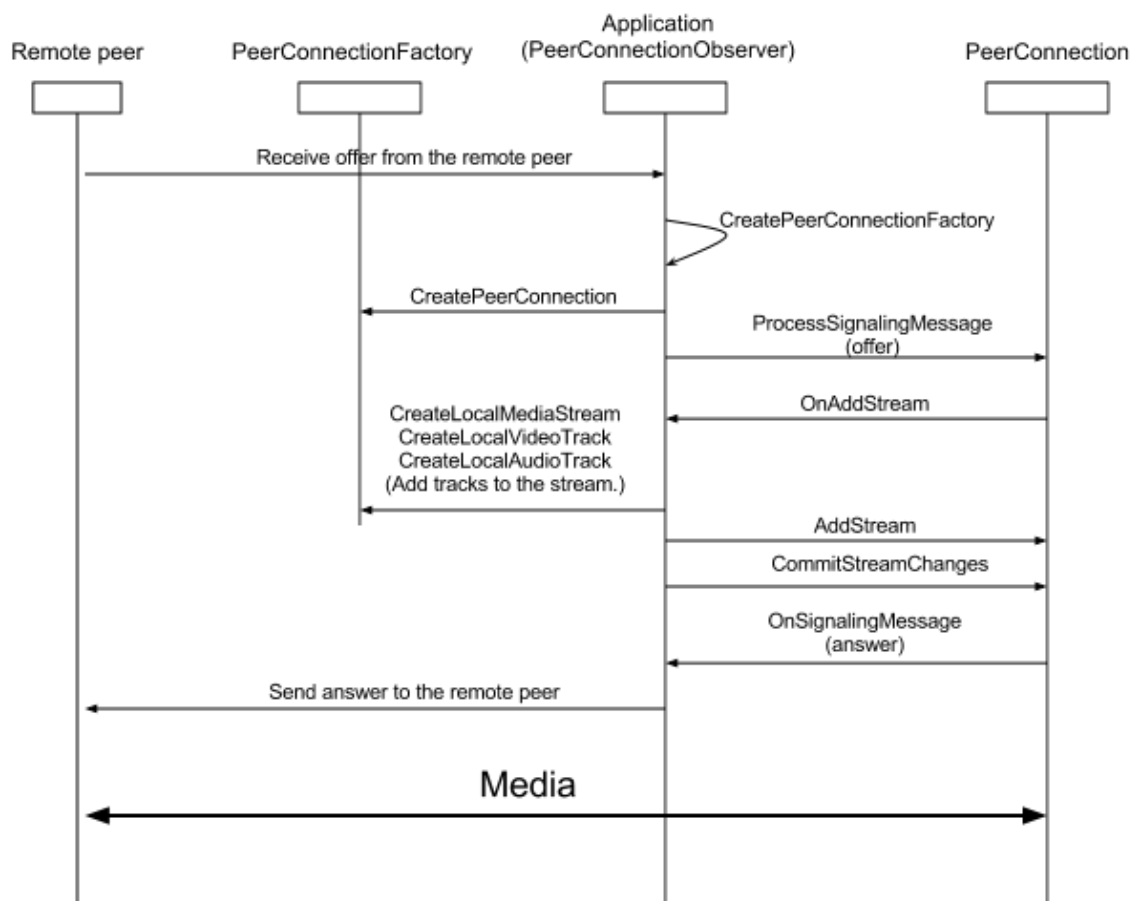 Remote peer
PeerConnectionFactory
Application
(PeerConnectionObserver)
PeerConnection
Receive offer from the remote peer
CreatePeerConnectionFactory
CreatePeerConnection
ProcessSignalingMessage
(offer)
OnAddStream
CreateLocalMediaStream
CreateLocalVideoTrack
CreateLocalAudioTrack
(Add tracks to the stream.)
AddStream
CommitStreamChanges
OnSignalingMessage
(answer)
Send answer to the remote peer
Media